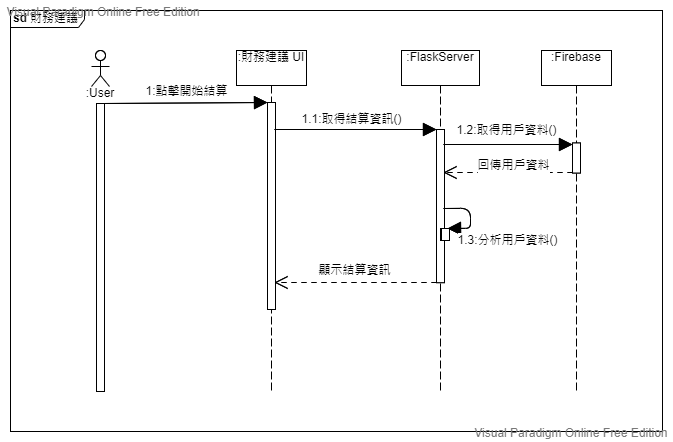 Visual Paradigm Online Free Edition
sd 財務建議
:User
:財務建議 UI
:FlaskServer
:Firebase
1:點擊開始結算
1.1:取得結算資訊()
1.2:取得用戶資料()
回傳用戶資料
1.3:分析用戶資料()
顯示結算資訊
Visual Paradigm Online Free Edition